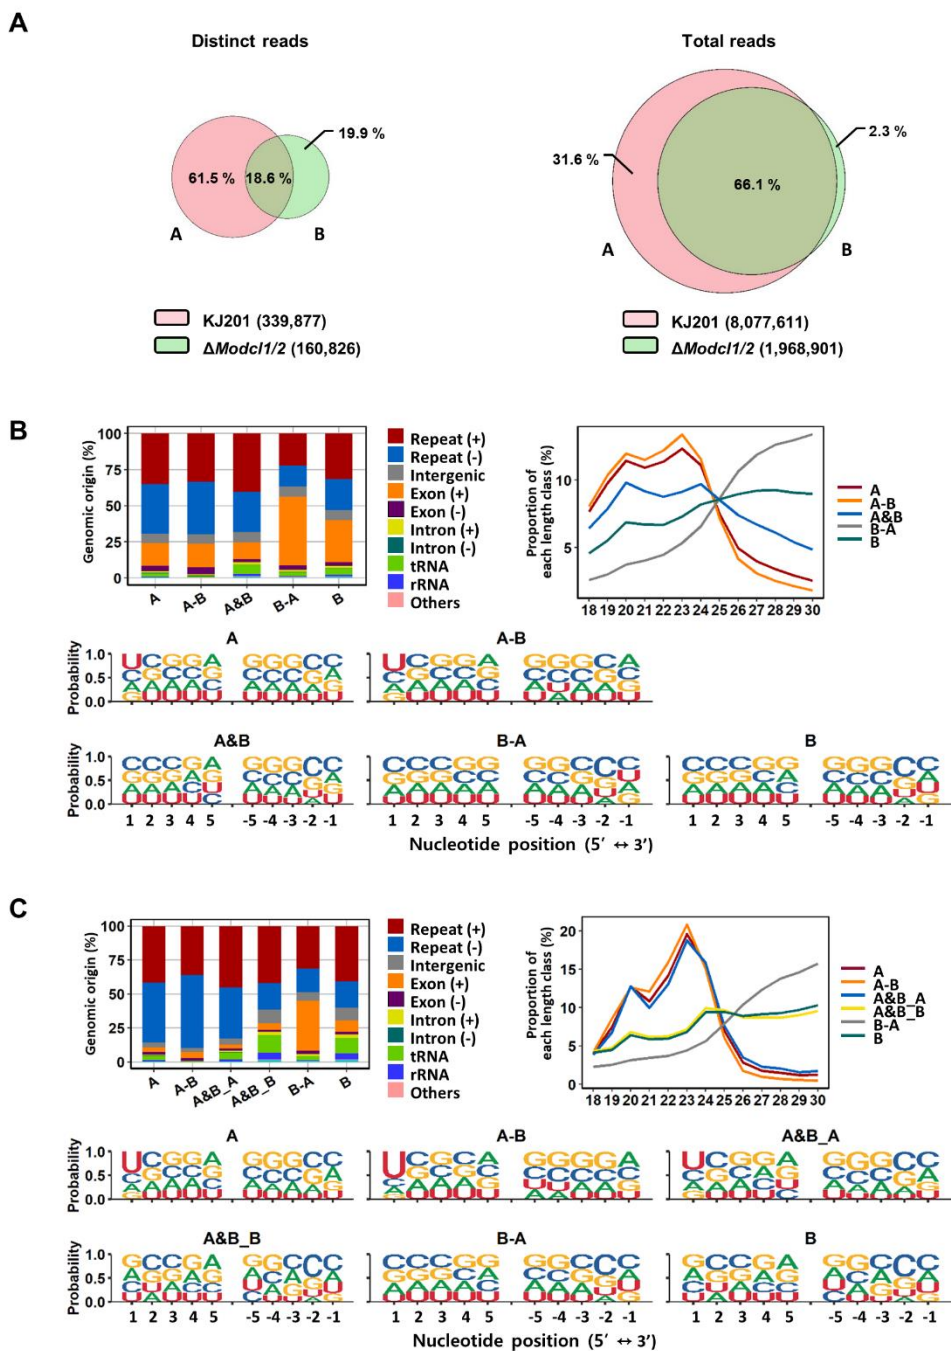 A
Distinct reads
Total reads
61.5 %
18.6 %
19.9 %
A
B
31.6 %
66.1 %
2.3 %
A
B
KJ201 (339,877)
ΔModcl1/2 (160,826)
KJ201 (8,077,611)
ΔModcl1/2 (1,968,901)
B
Genomic origin (%)
100
75
50
25
0
A A-B A&B B-A B
Repeat (+)
Repeat (-)
Intergenic
Exon (+)
Exon (-)
Intron (+)
Intron (-)
tRNA
rRNA
Others
Proportion of
each length class (%)
10
5
18 19 20 21 22 23 24 25 26 27 28 29 30
A
A-B
A&B
B-A
B
A
A-B
Probability
1.0
0.5
0.0
A&B
B-A
B
Probability
1.0
0.5
0.0
1 2 3 4 5 -5 -4 -3 -2 -1
1 2 3 4 5 -5 -4 -3 -2 -1
1 2 3 4 5 -5 -4 -3 -2 -1
Nucleotide position (5′ ↔ 3′)
C
Genomic origin (%)
100
75
50
25
0
A A-B A&B_A A&B_B B-A B
Repeat (+)
Repeat (-)
Intergenic
Exon (+)
Exon (-)
Intron (+)
Intron (-)
tRNA
rRNA
Others
Proportion of
each length class (%)
20
15
10
5
0
18 19 20 21 22 23 24 25 26 27 28 29 30
A
A-B
A&B_A
A&B_B
B-A
B
A
A-B
A&B_A
Probability
1.0
0.5
0.0
A&B_B
B-A
B
Probability
1.0
0.5
0.0
1 2 3 4 5 -5 -4 -3 -2 -1
1 2 3 4 5 -5 -4 -3 -2 -1
1 2 3 4 5 -5 -4 -3 -2 -1
Nucleotide position (5′ ↔ 3′)